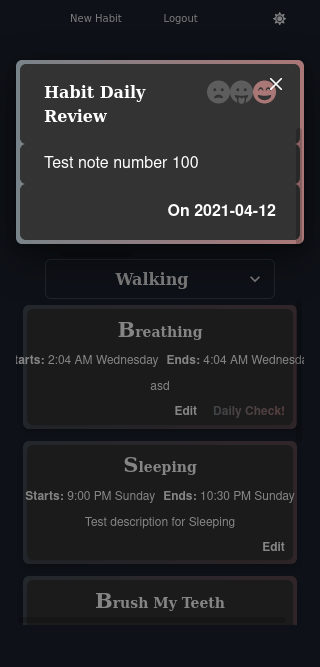 New Habit Logout
Habit Daily
Review
Test note number 100
On 2021-04-12
Walking
Breathing
tarts: 2:04 AM Wednesday Ends: 4:04 AM Wednesda
asd
Edit Daily Check!
Sleeping
Starts: 9:00 PM Sunday Ends: 10:30 PM Sunday
Test description for Sleeping
Edit
Brush My Teeth